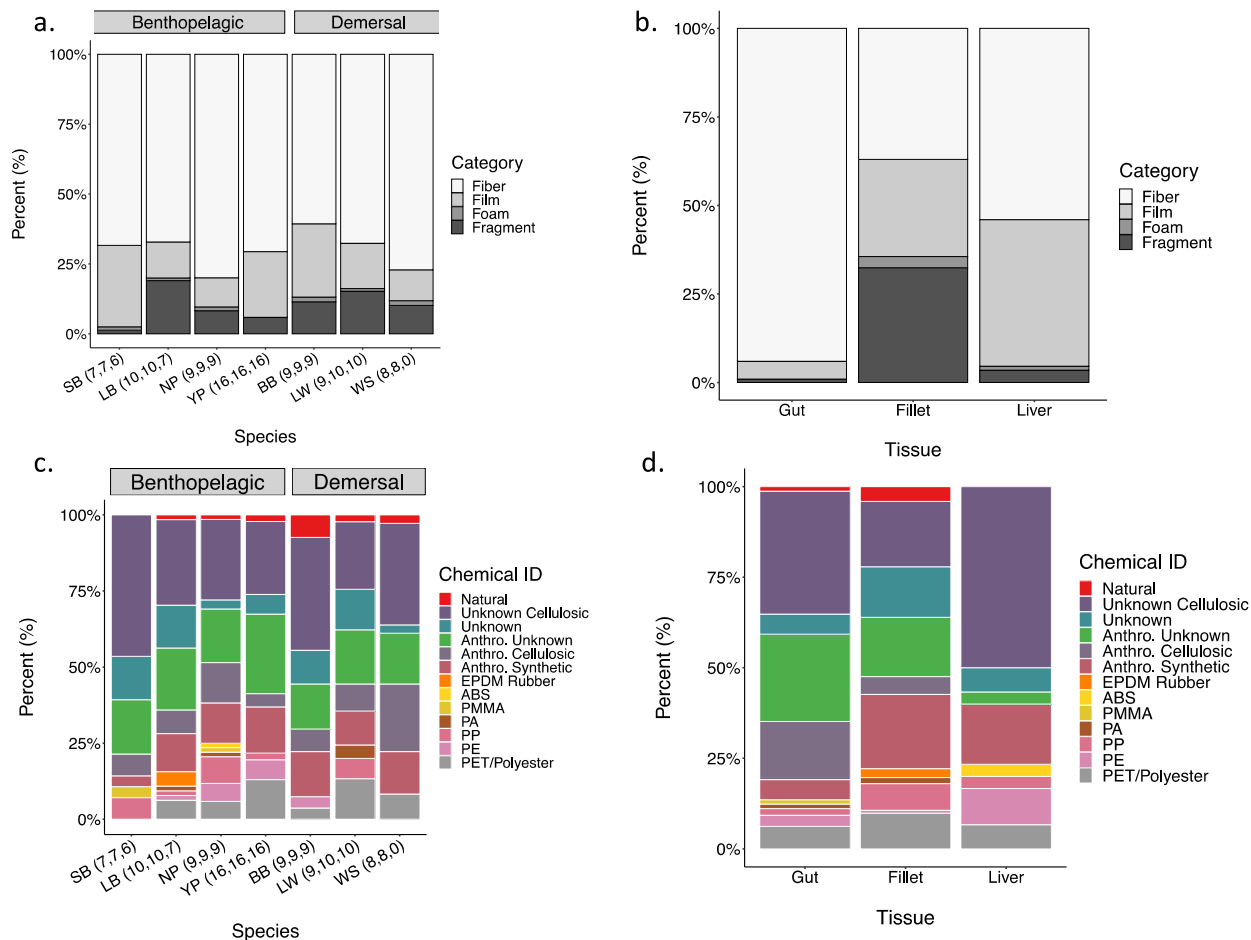 a.
Benthopelagic
Demersal
100%
75%
50%
25%
0%
Percent (%)
SB (7,7,6)
LB (10,10,7)
NP (9,9,9)
YP (16,16,16)
BB (9,9,9)
LW (9,10,10)
WS (8,8,0)
Species
Category
Fiber
Film
Foam
Fragment
b.
100%
75%
50%
25%
0%
Percent (%)
Gut
Fillet
Liver
Tissue
Category
Fiber
Film
Foam
Fragment
c.
Benthopelagic
Demersal
100%
75%
50%
25%
0%
Percent (%)
SB (7,7,6)
LB (10,10,7)
NP (9,9,9)
YP (16,16,16)
BB (9,9,9)
LW (9,10,10)
WS (8,8,0)
Species
Chemical ID
Natural
Unknown Cellulosic
Unknown
Anthro. Unknown
Anthro. Cellulosic
Anthro. Synthetic
EPDM Rubber
ABS
PMMA
PA
PP
PE
PET/Polyester
d.
100%
75%
50%
25%
0%
Percent (%)
Gut
Fillet
Liver
Tissue
Chemical ID
Natural
Unknown Cellulosic
Unknown
Anthro. Unknown
Anthro. Cellulosic
Anthro. Synthetic
EPDM Rubber
ABS
PMMA
PA
PP
PE
PET/Polyester